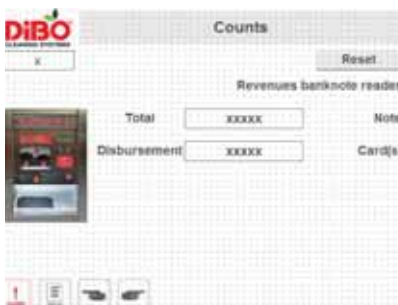 DiBO
CLEANING SYSTEMS
Counts
x
Reset
Revenues banknote reader
Total
xxxxx
Note
Disbursement
xxxxx
Card(s